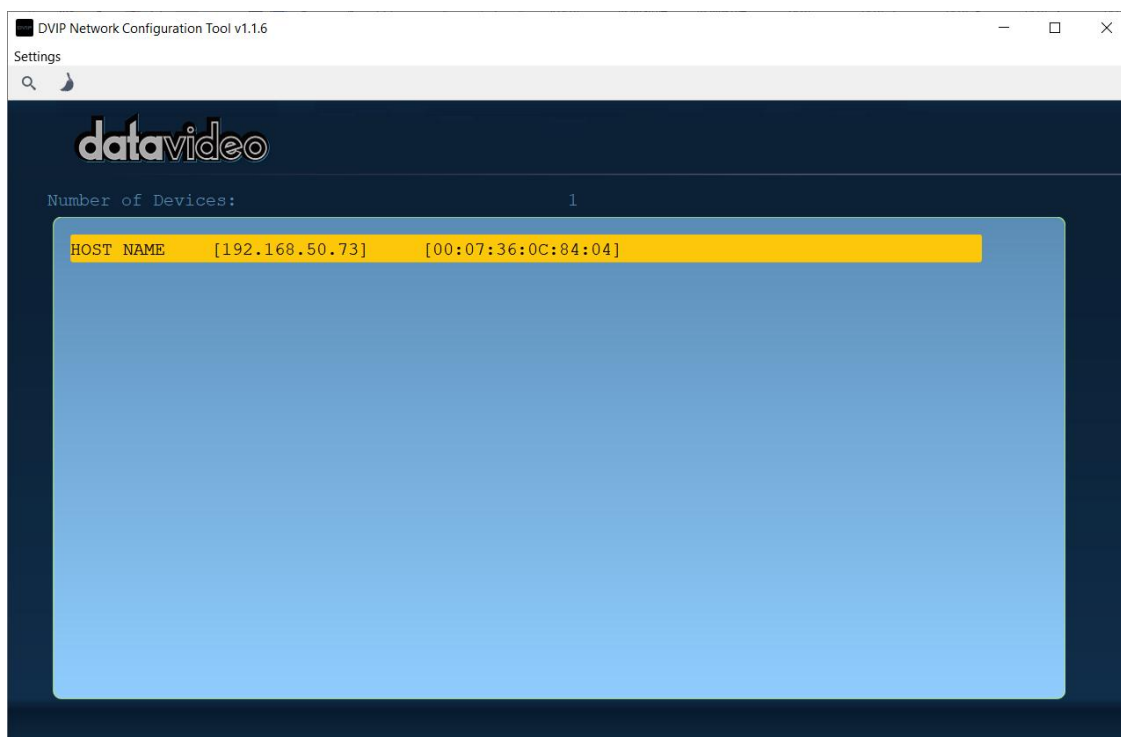 DVIP Network Configuration Tool v1.1.6
Settings
datavideo
Number of Devices: 1
HOST NAME [192.168.50.73] [00:07:36:0C:84:04]